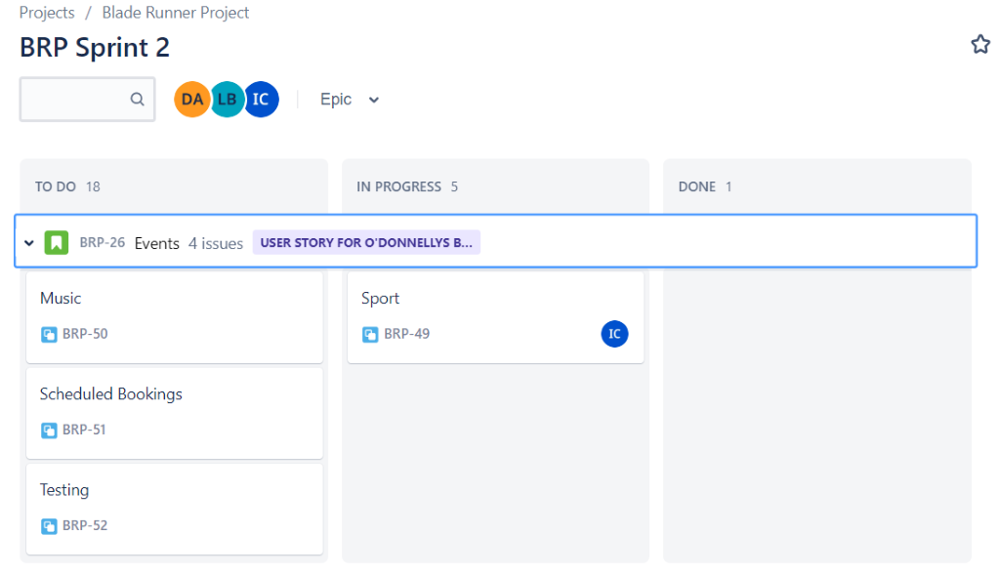 Projects / Blade Runner Project
BRP Sprint 2
DA LB IC Epic
TO DO 18 IN PROGRESS 5 DONE 1
BRP-26 Events 4 issues USER STORY FOR O'DONNELLYS B...
Music Sport
BRP-50 BRP-49 IC
Scheduled Bookings
BRP-51
Testing
BRP-52